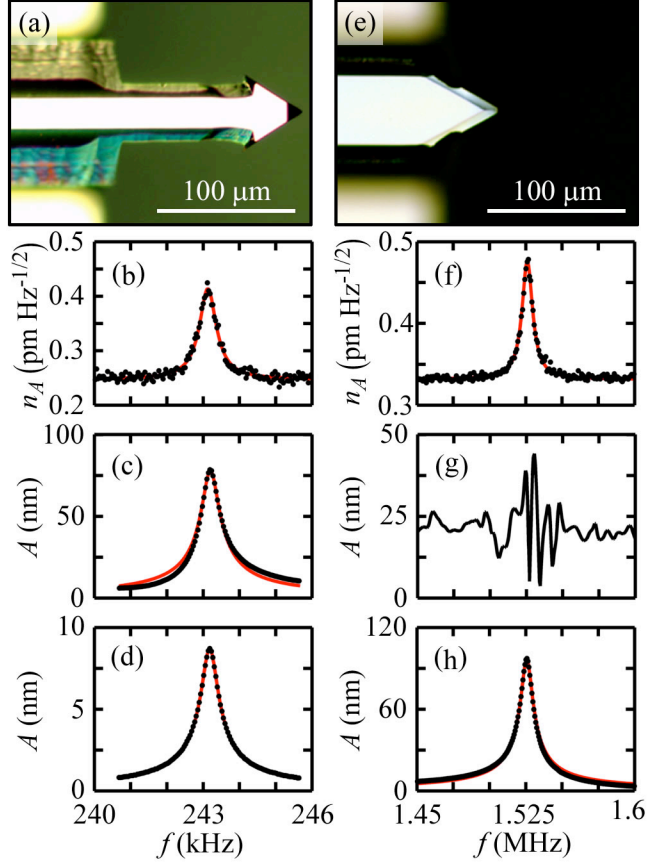 (a)
100 μm
(e)
100 μm
n_A (pm Hz^-1/2)
0.5
0.4
0.3
0.2
(b)
n_A (pm Hz^-1/2)
0.5
0.4
0.3
(f)
A (nm)
100
50
0
(c)
A (nm)
50
25
0
(g)
A (nm)
10
5
0
(d)
240
243
246
f (kHz)
A (nm)
120
90
60
30
0
(h)
1.45
1.525
1.6
f (MHz)